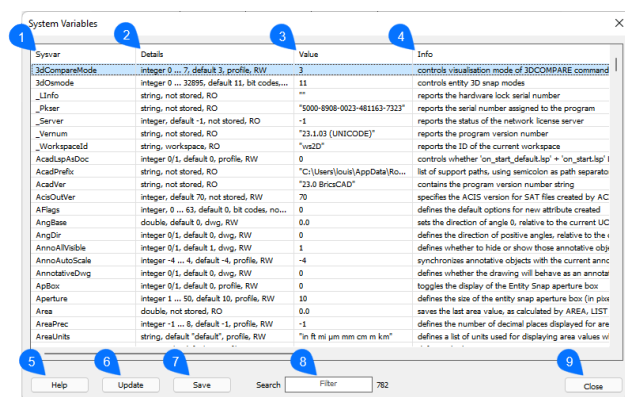 System Variables
1 2 3 4
Sysvar Details Value Info
3dCompareMode integer 0 ... 7, default 3, profile, RW 3 controls visualisation mode of 3DCOMPARE command
3dOsmode integer 0 ... 32895, default 11, bit codes,... 11 controls entity 3D snap modes
_LInfo string, not stored, RO "" reports the hardware lock serial number
_Pkser string, not stored, RO "5000-8908-0023-481163-7323" reports the serial number assigned to the program
_Server integer, default -1, not stored, RO -1 reports the status of the network license server
_Vernum string, not stored, RO "23.1.03 (UNICODE)" reports the program version number
_WorkspaceId string, workspace, RO "ws2D" reports the ID of the current workspace
AcadLspAsDoc integer 0/1, default 0, profile, RW 0 controls whether 'on_start_default.lsp' + 'on_start.lsp'
AcadPrefix string, not stored, RO "C:\Users\louis\AppData\Ro... list of support paths, using semicolon as path separato
AcadVer string, not stored, RO "23.0 BricsCAD" contains the program version number string
AcisOutVer integer, default 70, not stored, RW 70 specifies the ACIS version for SAT files created by AC
AFlags integer, 0 ... 63, default 0, bit codes, no... 0 defines the default options for new attribute created
AngBase double, default 0, dwg, RW 0.0 sets the direction of angle 0, relative to the current UC
AngDir integer 0/1, default 0, dwg, RW 0 defines the direction of positive angles, relative to the
AnnoAllVisible integer 0/1, default 1, dwg, RW 1 defines whether to hide or show those annotative obje
AnnoAutoScale integer -4 ... 4, default -4, profile, RW -4 synchronizes annotative objects with the current anno
AnnotativeDwg integer 0/1, default 0, dwg, RW 0 defines whether the drawing will behave as an annotat
ApBox integer 0/1, default 0, profile, RW 0 toggles the display of the Entity Snap aperture box
Aperture integer 1 ... 50, default 10, profile, RW 10 defines the size of the entity snap aperture box (in pixe
Area double, not stored, RO 0.0 saves the last area value, as calculated by AREA, LIST
AreaPrec integer -1 ... 8, default -1, profile, RW -1 defines the number of decimal places displayed for are
AreaUnits string, default "default", profile, RW "in ft mi µm mm cm m km" defines a list of units used for displaying area values wi
5 6 7 8 9
Help Update Save Search Filter 782 Close